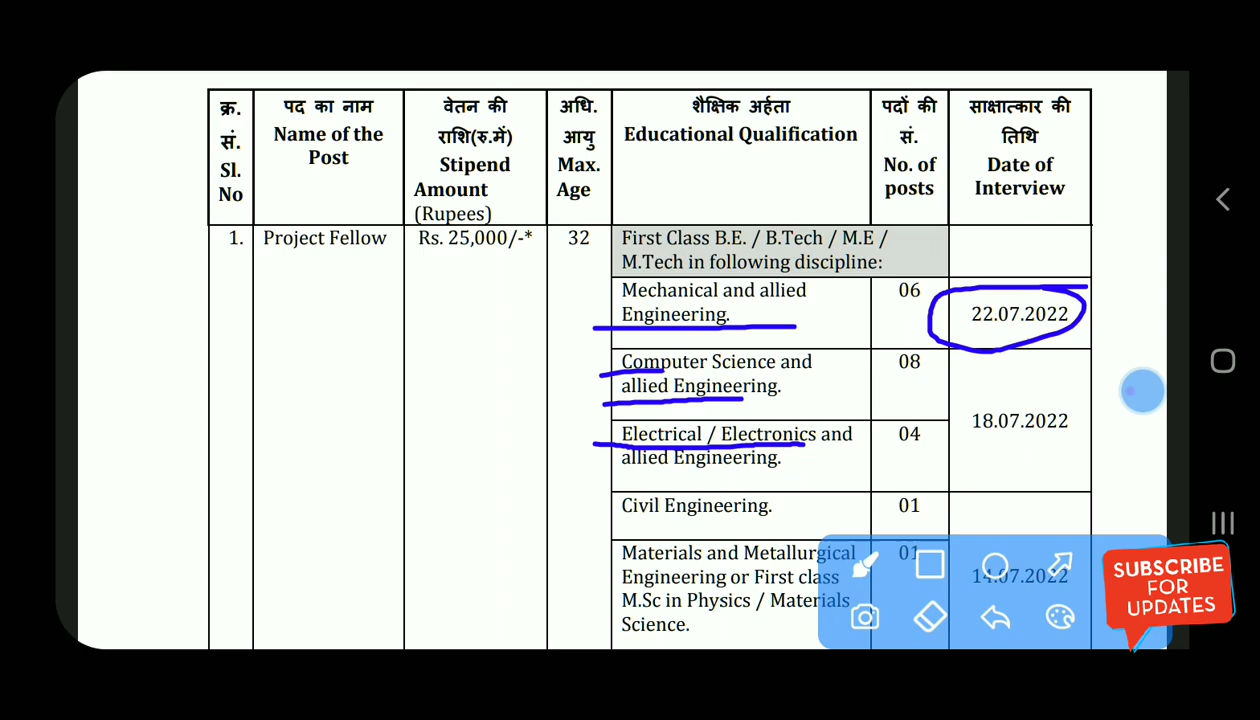 क्र.
सं.
Sl.
No
पद का नाम
Name of the
Post
वेतन की
राशि(रु.में)
Stipend
Amount
(Rupees)
अधि.
आयु
Max.
Age
शैक्षिक अर्हता
Educational Qualification
पदों की
सं.
No. of
posts
साक्षात्कार की
तिथि
Date of
Interview
1.
Project Fellow
Rs. 25,000/-*
32
First Class B.E. / B.Tech / M.E /
M.Tech in following discipline:
Mechanical and allied
Engineering.
06
22.07.2022
Computer Science and
allied Engineering.
08
18.07.2022
Electrical / Electronics and
allied Engineering.
04
Civil Engineering.
01
Materials and Metallurgical
Engineering or First class
M.Sc in Physics / Materials
Science.
01
14.07.2022
SUBSCRIBE
FOR
UPDATES